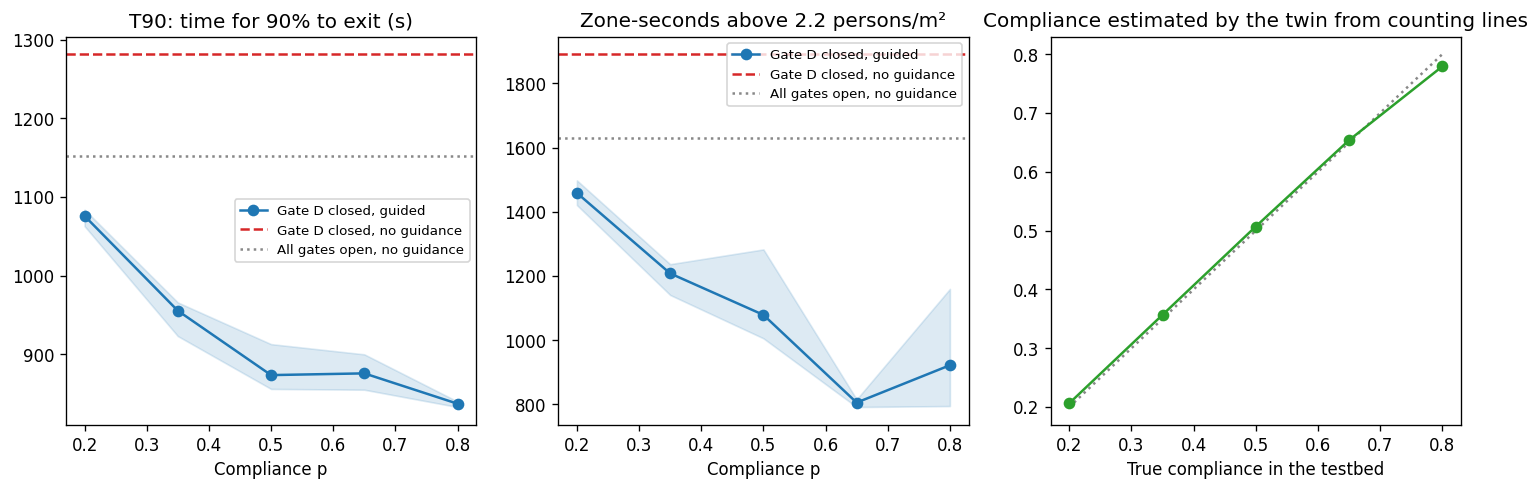 T90: time for 90% to exit (s)
1300
1200
1100
1000
900
Gate D closed, guided
Gate D closed, no guidance
All gates open, no guidance
0.2 0.3 0.4 0.5 0.6 0.7 0.8
Compliance p
Zone-seconds above 2.2 persons/m²
1800
1600
1400
1200
1000
800
Gate D closed, guided
Gate D closed, no guidance
All gates open, no guidance
0.2 0.3 0.4 0.5 0.6 0.7 0.8
Compliance p
Compliance estimated by the twin from counting lines
0.8
0.7
0.6
0.5
0.4
0.3
0.2
0.2 0.3 0.4 0.5 0.6 0.7 0.8
True compliance in the testbed